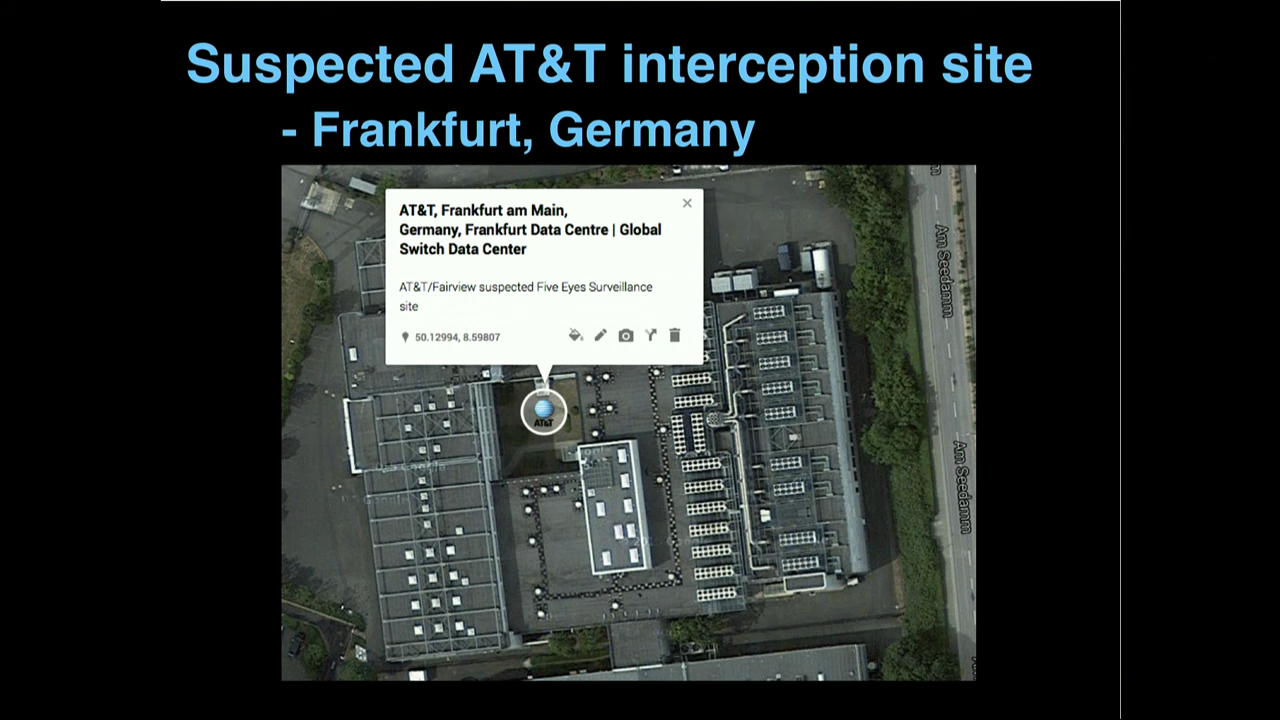 Suspected AT&T interception site
- Frankfurt, Germany
AT&T, Frankfurt am Main,
Germany, Frankfurt Data Centre | Global
Switch Data Center
AT&T/Fairview suspected Five Eyes Surveillance
site
50.12994, 8.59807
AT&T
Am Seedamm
Am Seedamm